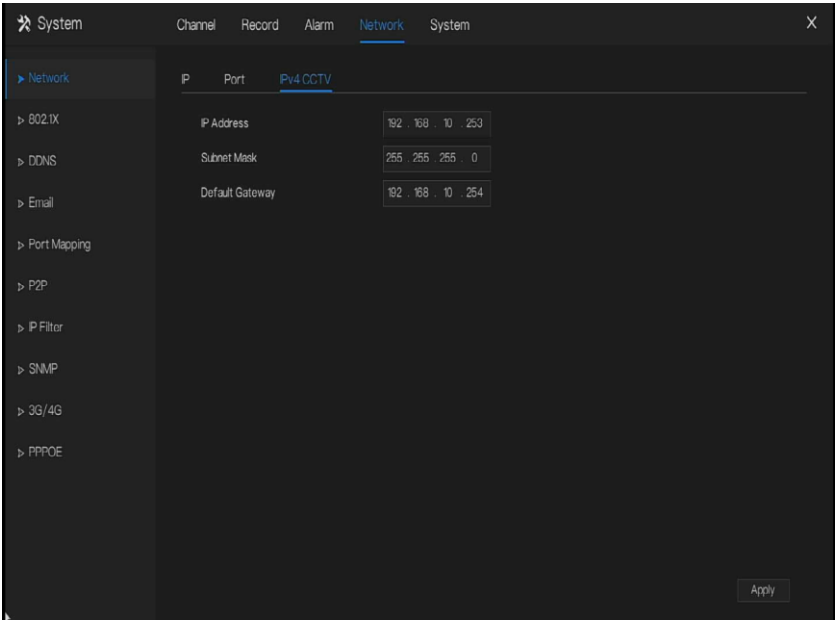 System Channel Record Alarm Network System X
Network
IP Port IPv4 CCTV
802.1X
IP Address 192 . 168 . 10 . 253
DDNS
Subnet Mask 255 . 255 . 255 . 0
Email
Default Gateway 192 . 168 . 10 . 254
Port Mapping
P2P
IP Filter
SNMP
3G/4G
PPPOE
Apply